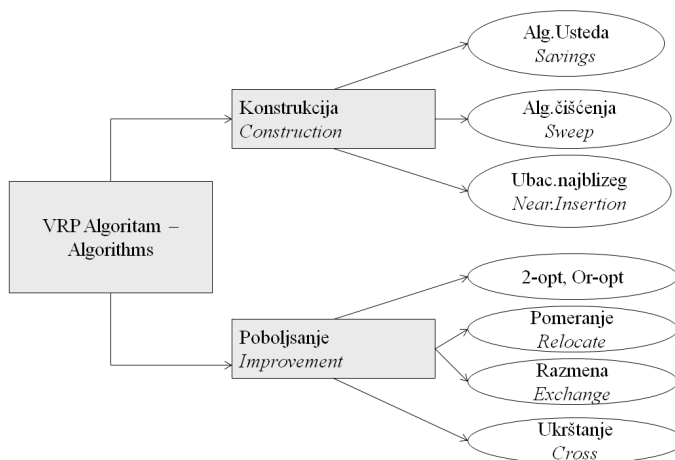 Alg.Usteda
Savings
Konstrukcija
Construction
Alg.čišćenja
Sweep
Ubac.najblizeg
Near.Insertion
VRP Algoritam –
Algorithms
2-opt, Or-opt
Poboljsanje
Improvement
Pomeranje
Relocate
Razmena
Exchange
Ukrštanje
Cross